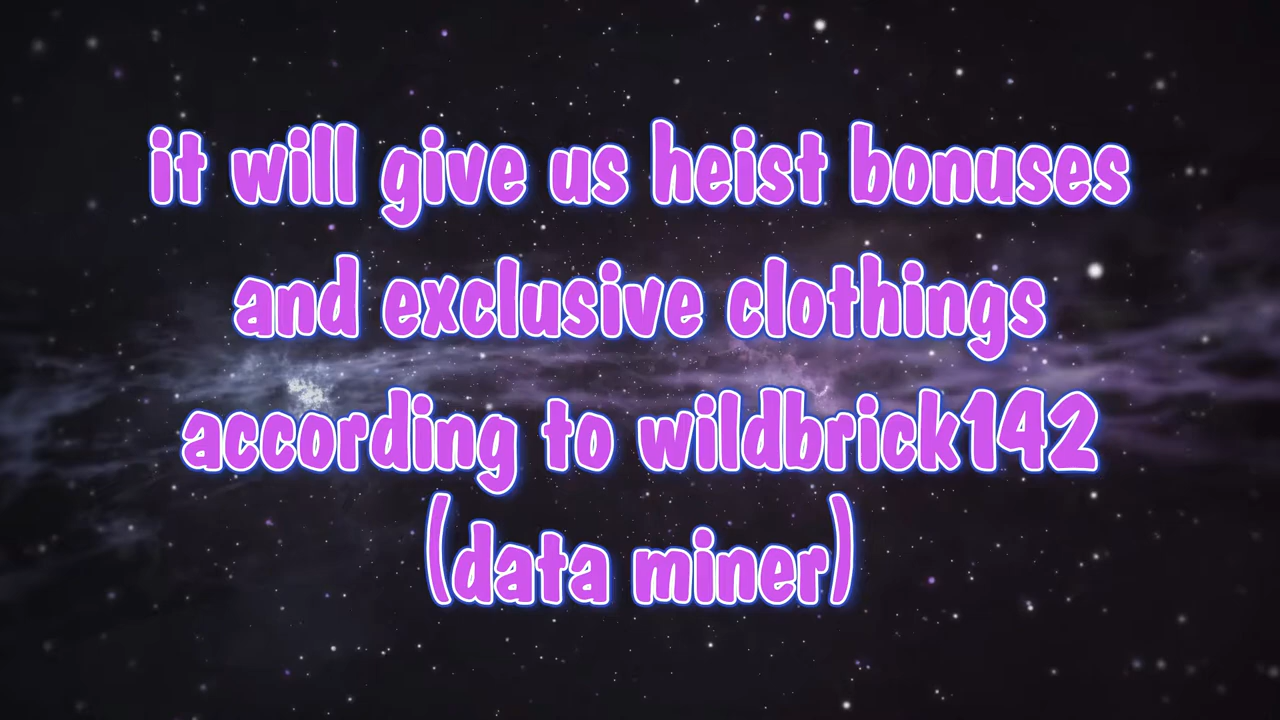 it will give us heist bonuses
and exclusive clothings
according to wildbrick142
(data miner)